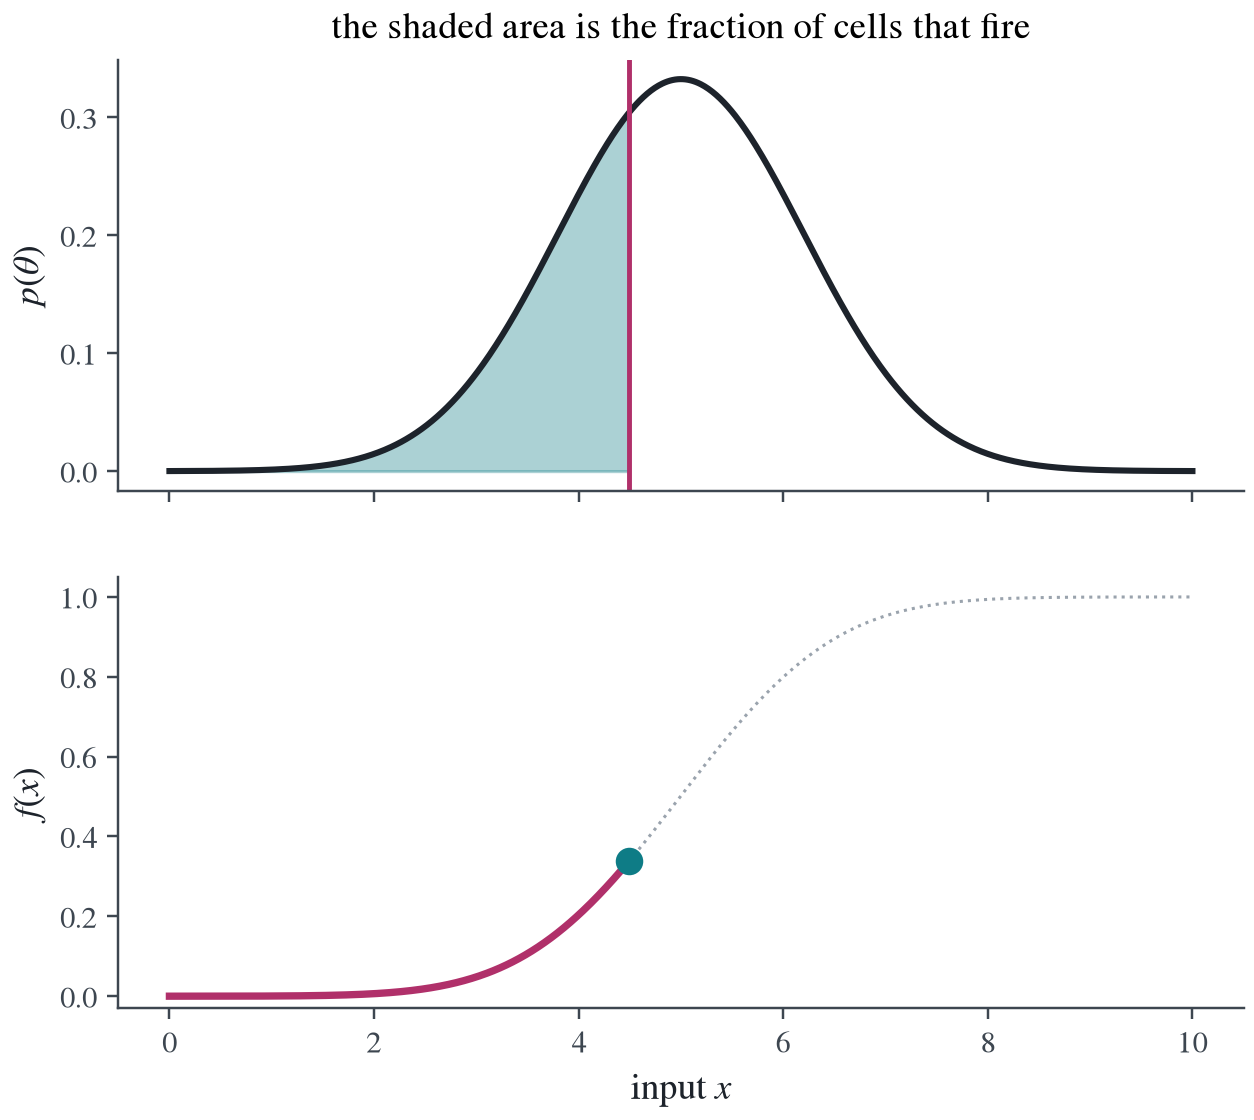 the shaded area is the fraction of cells that fire
0.3
0.2
0.1
0.0
p(θ)
1.0
0.8
0.6
0.4
0.2
0.0
f(x)
0 2 4 6 8 10
input x